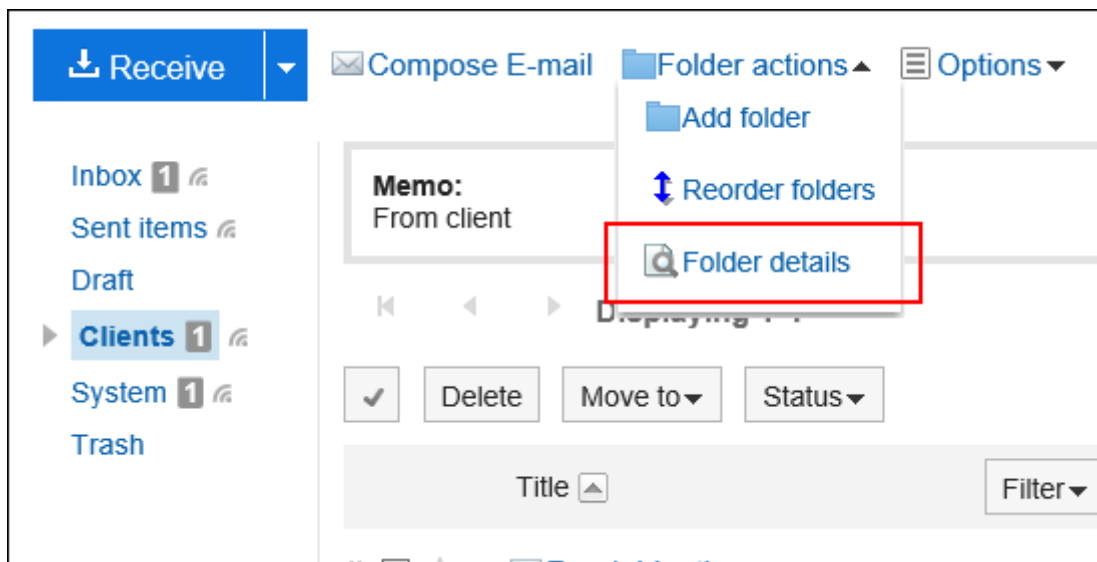 Receive
Compose E-mail Folder actions Options
Add folder
Reorder folders
Folder details
Inbox 1
Sent items
Draft
Clients 1
System 1
Trash
Memo:
From client
Displaying
Delete Move to Status
Title Filter